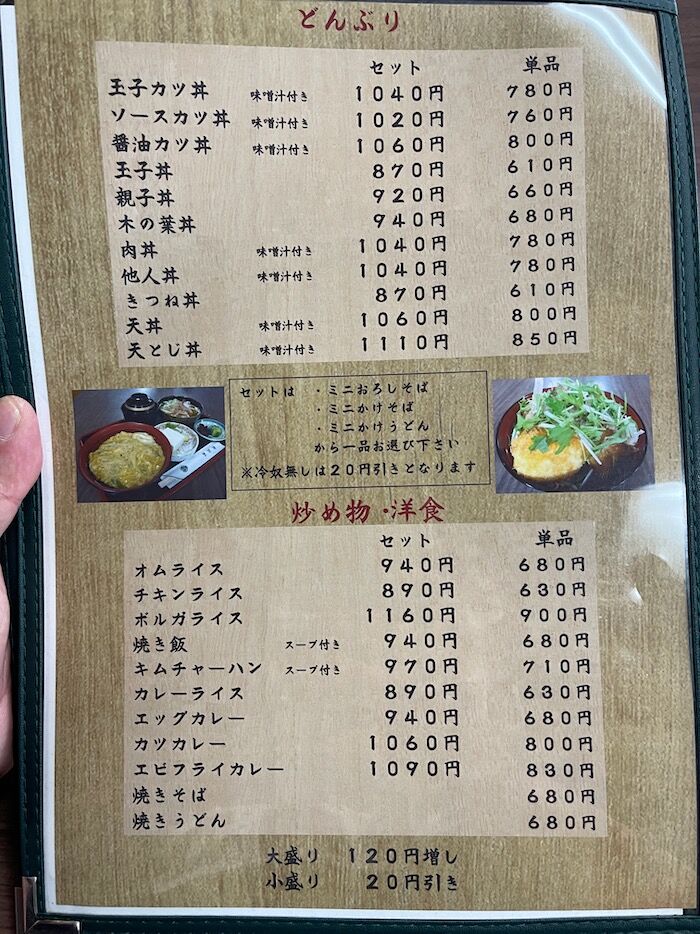 どんぶり
セット 単品
玉子カツ丼 味噌汁付き 1040円 780円
ソースカツ丼 味噌汁付き 1020円 760円
醤油カツ丼 味噌汁付き 1060円 800円
玉子丼 870円 610円
親子丼 920円 660円
木の葉丼 940円 680円
肉丼 味噌汁付き 1040円 780円
他人丼 味噌汁付き 1040円 780円
きつね丼 870円 610円
天丼 味噌汁付き 1060円 800円
天とじ丼 味噌汁付き 1110円 850円
セットは ・ミニおろしそば
・ミニかけそば
・ミニかけうどん
から一品お選び下さい
※冷奴無しは20円引きとなります
炒め物・洋食
セット 単品
オムライス 940円 680円
チキンライス 890円 630円
ボルガライス 1160円 900円
焼き飯 スープ付き 940円 680円
キムチャーハン スープ付き 970円 710円
カレーライス 890円 630円
エッグカレー 940円 680円
カツカレー 1060円 800円
エビフライカレー 1090円 830円
焼きそば 680円
焼きうどん 680円
大盛り 120円増し
小盛り 20円引き